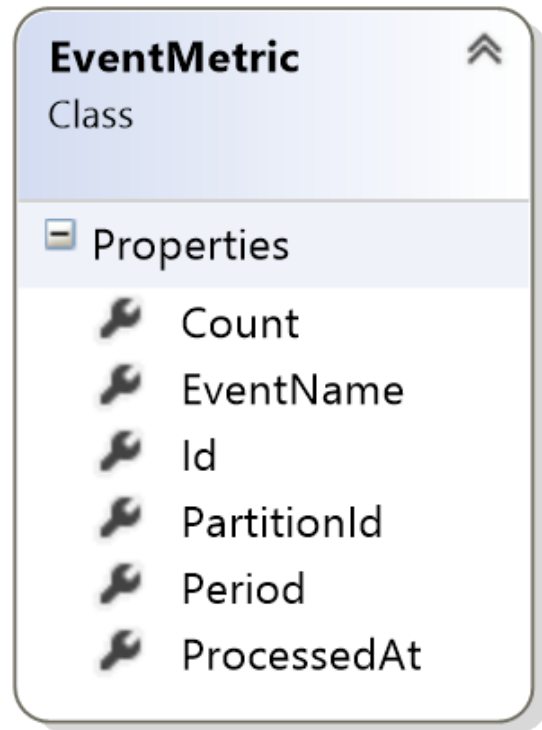 EventMetric
Class
Properties
Count
EventName
Id
PartitionId
Period
ProcessedAt